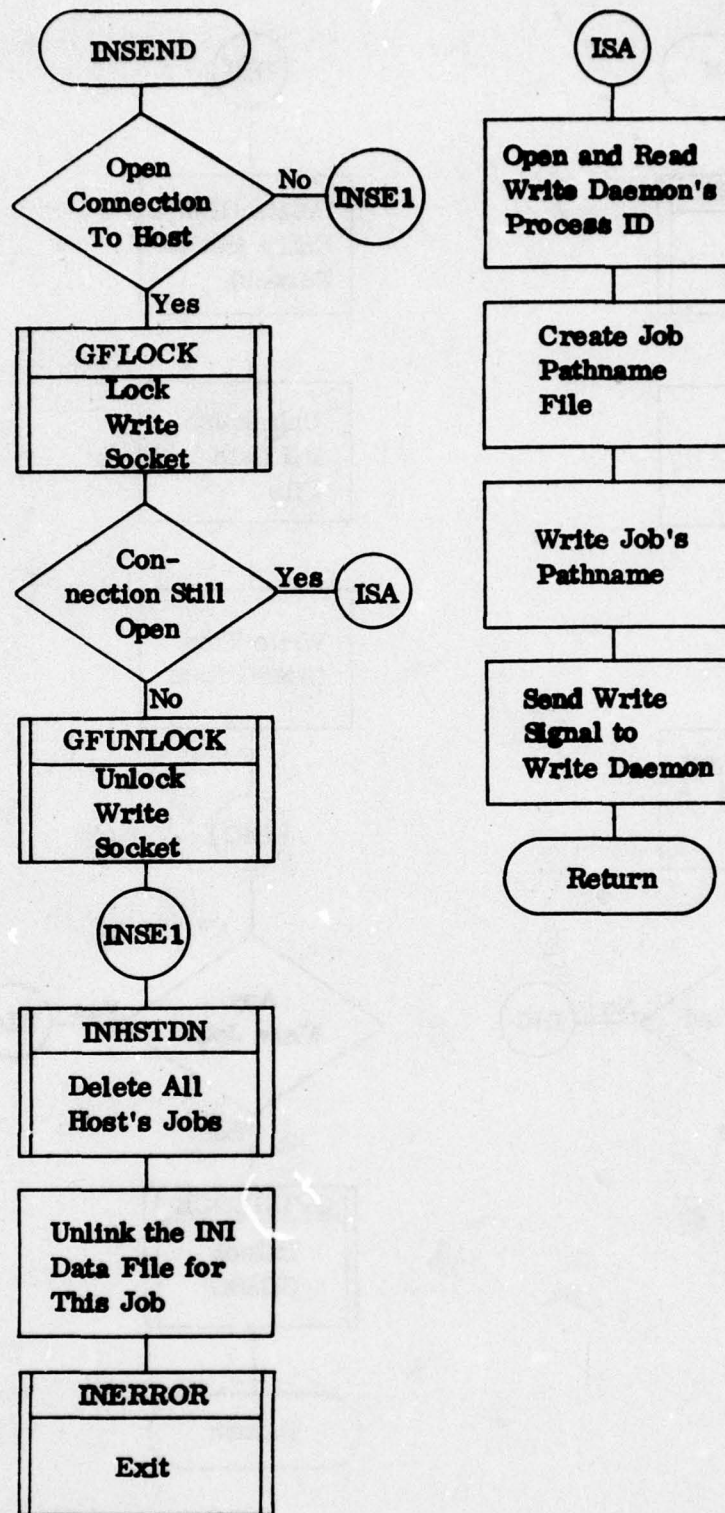 INSEND
Open
Connection
To Host
No
INSE1
Yes
GFLOCK
Lock
Write
Socket
Con-
nection Still
Open
Yes
ISA
No
GFUNLOCK
Unlock
Write
Socket
INSE1
INHSTDN
Delete All
Host's Jobs
Unlink the INI
Data File for
This Job
INERROR
Exit
ISA
Open and Read
Write Daemon's
Process ID
Create Job
Pathname
File
Write Job's
Pathname
Send Write
Signal to
Write Daemon
Return